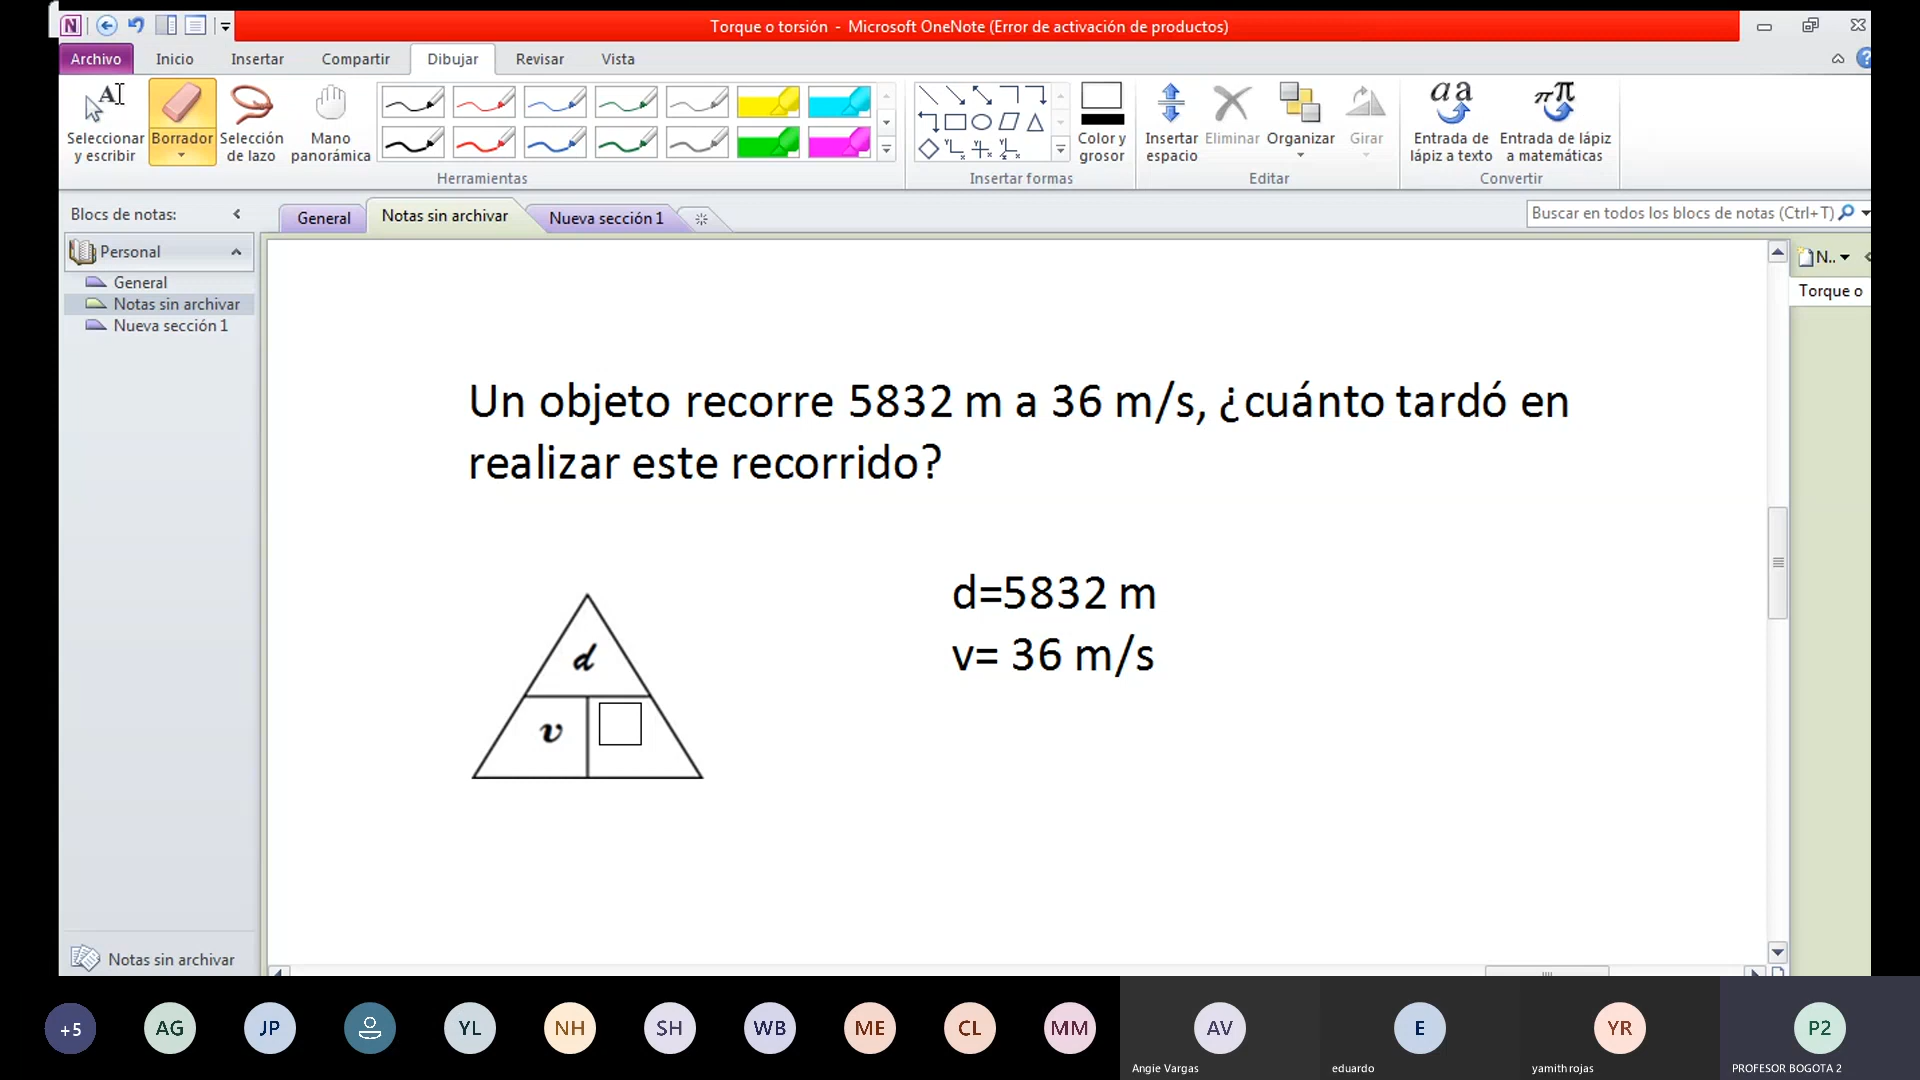 Torque o torsión - Microsoft OneNote (Error de activación de productos)
Archivo Inicio Insertar Compartir Dibujar Revisar Vista
Seleccionar y escribir
Borrador
Selección de lazo
Mano panorámica
Color y grosor
Insertar espacio
Eliminar
Organizar
Girar
Entrada de lápiz a texto
Entrada de lápiz a matemáticas
Herramientas Insertar formas Editar Convertir
Blocs de notas:
General Notas sin archivar Nueva sección 1
Buscar en todos los blocs de notas (Ctrl+T)
Personal
General
Notas sin archivar
Nueva sección 1
N..
Torque o
Un objeto recorre 5832 m a 36 m/s, ¿cuánto tardó en
realizar este recorrido?
d=5832 m
v= 36 m/s
d
v
Notas sin archivar
+5 AG JP YL NH SH WB ME CL MM AV E YR P2
Angie Vargas eduardo yamith rojas PROFESOR BOGOTA 2